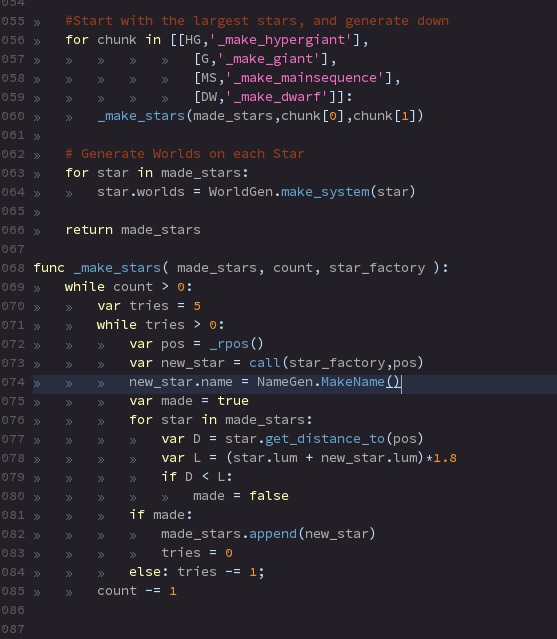 054
055 » #Start with the largest stars, and generate down
056 » for chunk in [[HG,'_make_hypergiant'],
057 » » » » » [G,'_make_giant'],
058 » » » » » [MS,'_make_mainsequence'],
059 » » » » » [DW,'_make_dwarf']]:
060 » » _make_stars(made_stars,chunk[0],chunk[1])
061 »
062 » # Generate Worlds on each Star
063 » for star in made_stars:
064 » » star.worlds = WorldGen.make_system(star)
065 »
066 » return made_stars
067
068 func _make_stars( made_stars, count, star_factory ):
069 » while count > 0:
070 » » var tries = 5
071 » » while tries > 0:
072 » » » var pos = _rpos()
073 » » » var new_star = call(star_factory,pos)
074 » » » new_star.name = NameGen.MakeName()
075 » » » var made = true
076 » » » for star in made_stars:
077 » » » » var D = star.get_distance_to(pos)
078 » » » » var L = (star.lum + new_star.lum)*1.8
079 » » » » if D < L:
080 » » » » » made = false
081 » » » if made:
082 » » » » made_stars.append(new_star)
083 » » » » tries = 0
084 » » » else: tries -= 1;
085 » » count -= 1
086
087